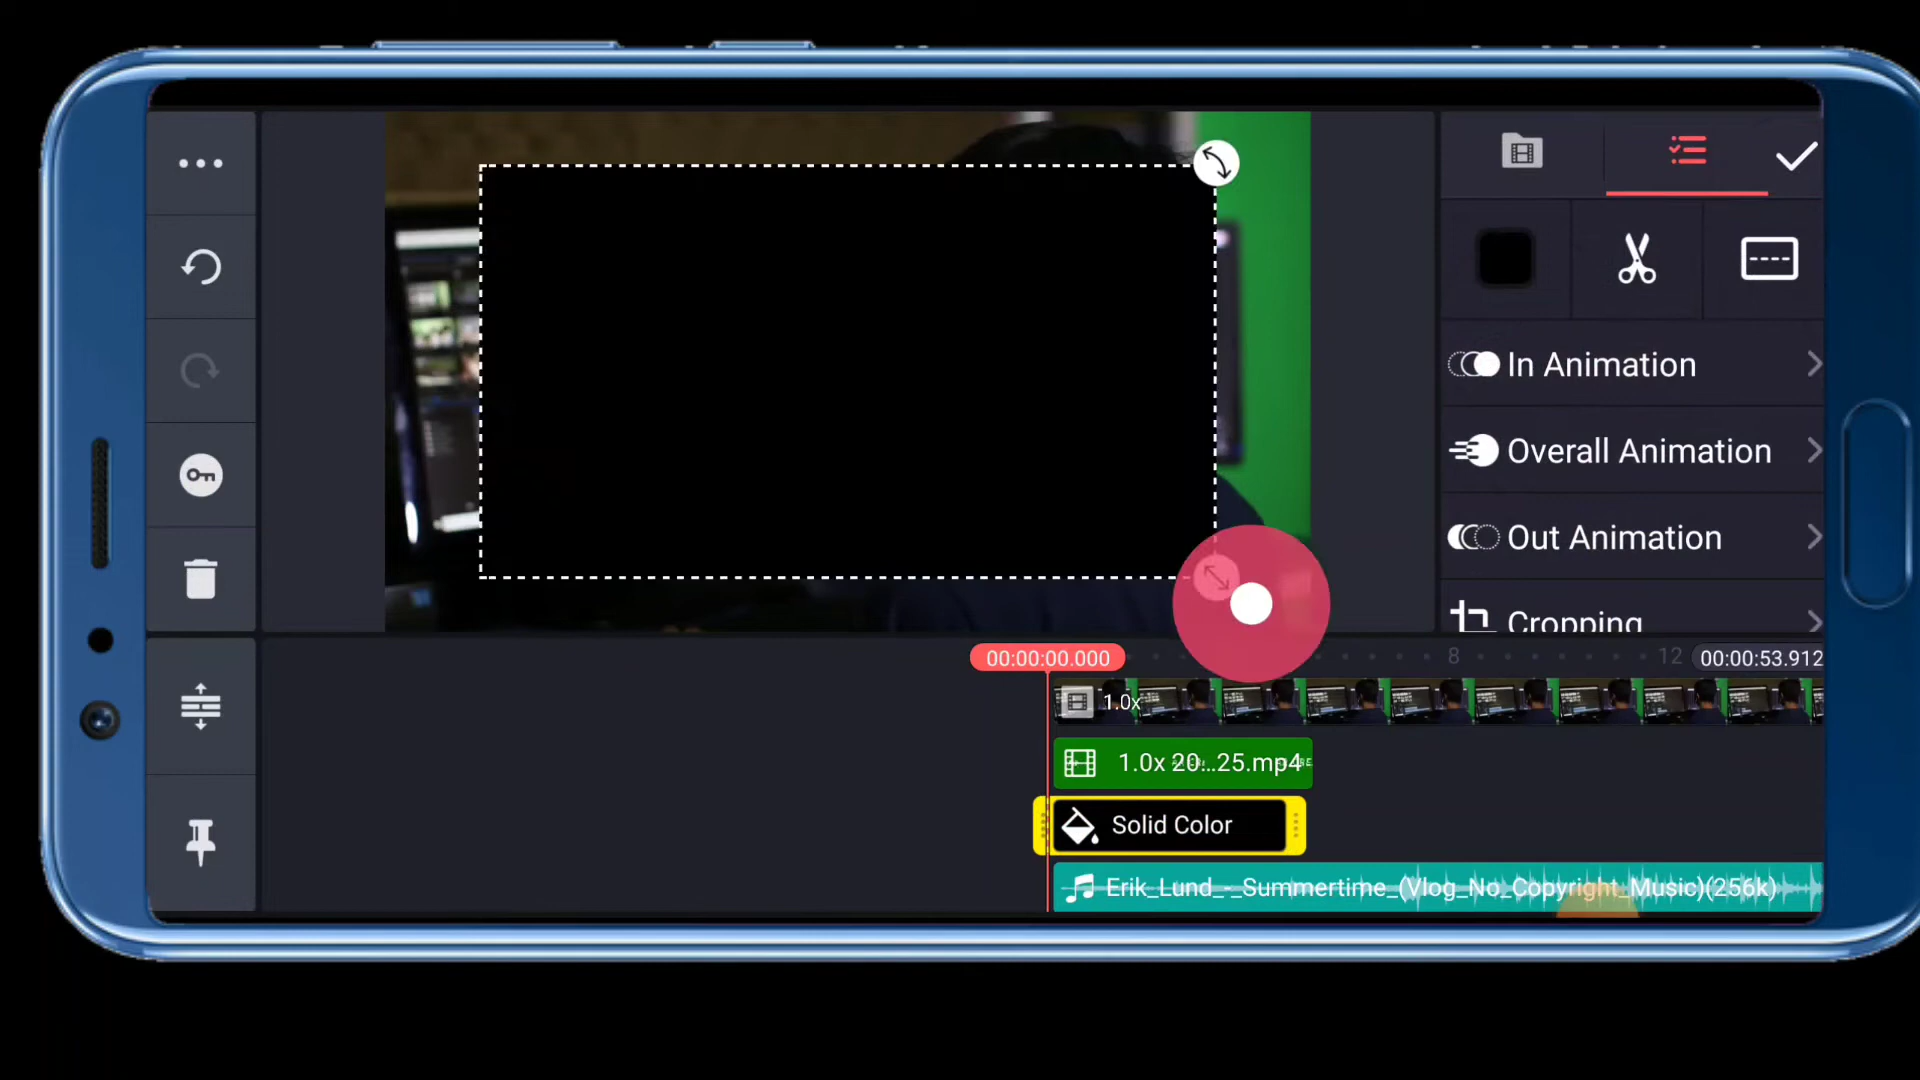 In Animation
Overall Animation
Out Animation
Cropping
00:00:00.000
8
12
00:00:53.912
1.0x
1.0x 20...25.mp4
Solid Color
Erik_Lund_-_Summertime_(Vlog_No_Copyright_Music)(256k)